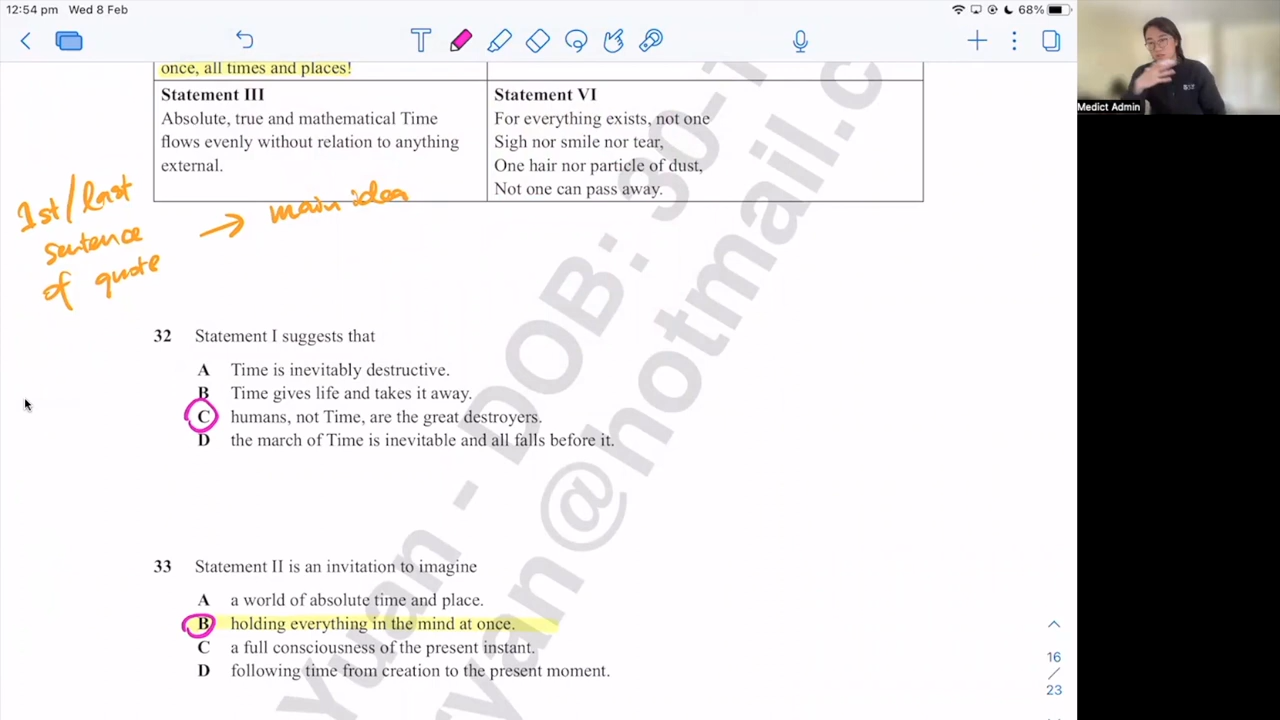 12:54 pm Wed 8 Feb
68%
Medict Admin
once, all times and places!
Statement III
Absolute, true and mathematical Time
flows evenly without relation to anything
external.
Statement VI
For everything exists, not one
Sigh nor smile nor tear,
One hair nor particle of dust,
Not one can pass away.
1st/last
sentence
of quote
→ main idea
32 Statement I suggests that
A Time is inevitably destructive.
B Time gives life and takes it away.
C humans, not Time, are the great destroyers.
D the march of Time is inevitable and all falls before it.
33 Statement II is an invitation to imagine
A a world of absolute time and place.
B holding everything in the mind at once.
C a full consciousness of the present instant.
D following time from creation to the present moment.
16
/
23
Yuan - DOB: 30-1
ryan@hotmail.c